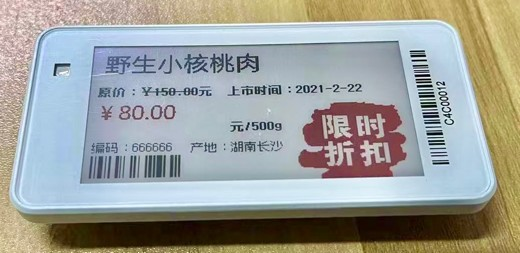 野生小核桃肉
原价：¥150.00元 上市时间：2021-2-22
¥80.00
元/500g
限时
折扣
编码：666666 产地：湖南长沙
C4C00012